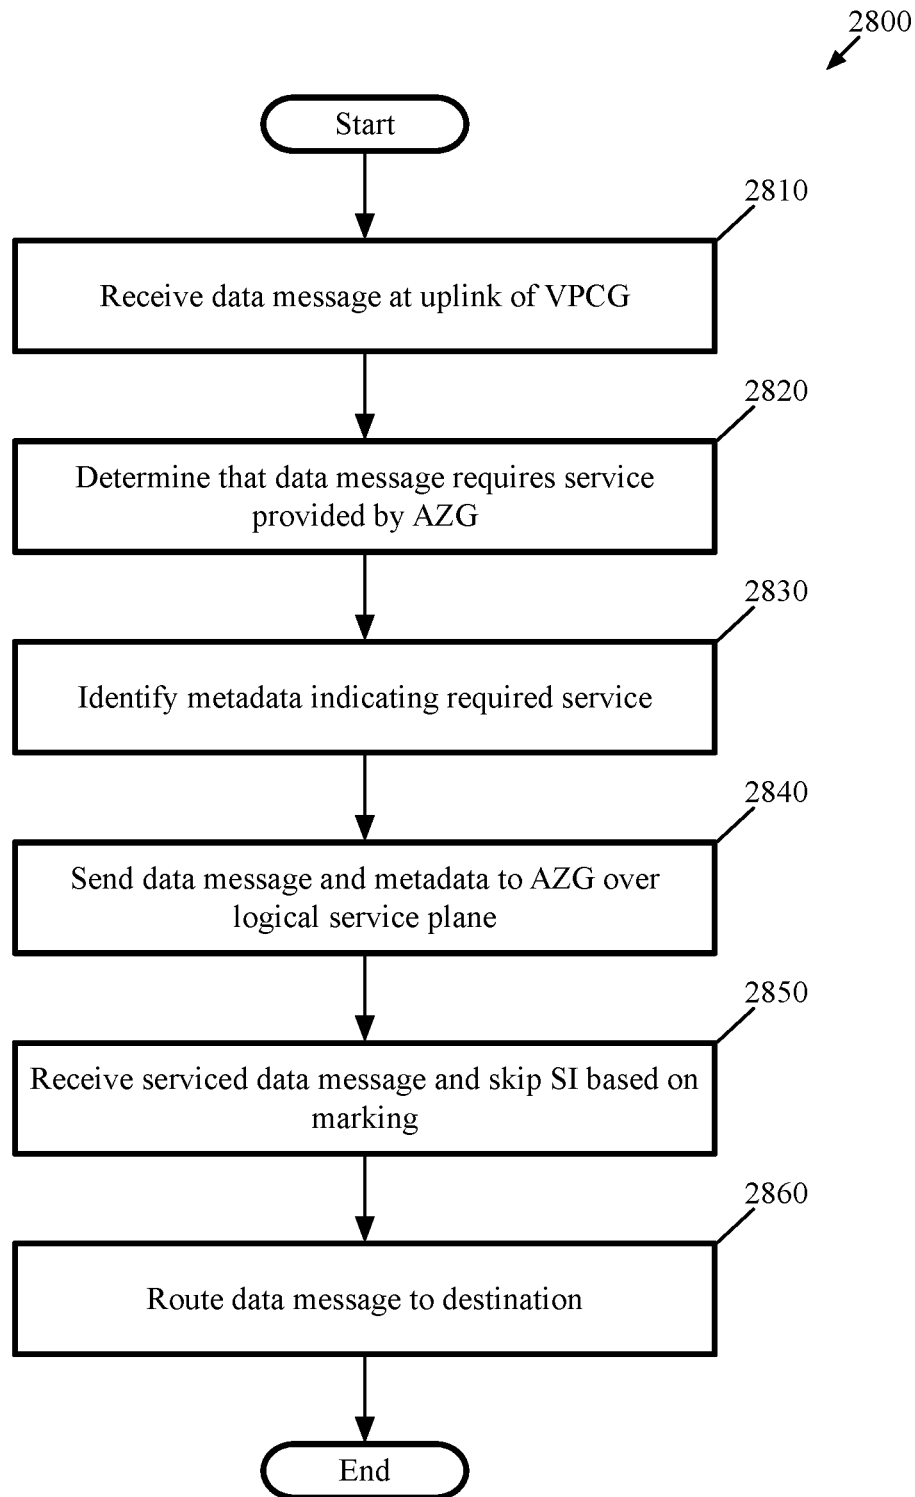 2800
Start
2810
Receive data message at uplink of VPCG
2820
Determine that data message requires service
provided by AZG
2830
Identify metadata indicating required service
2840
Send data message and metadata to AZG over
logical service plane
2850
Receive serviced data message and skip SI based on
marking
2860
Route data message to destination
End